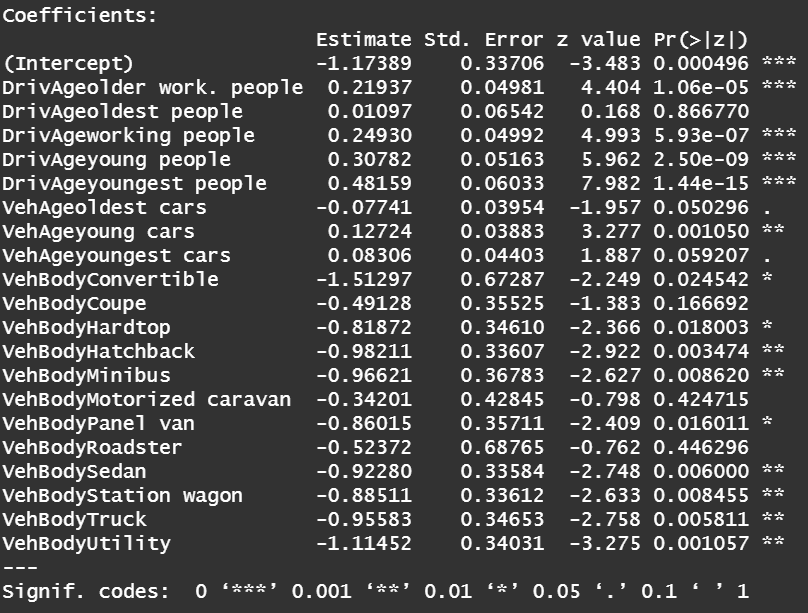 Coefficients:
Estimate Std. Error z value Pr(>|z|)
(Intercept) -1.17389 0.33706 -3.483 0.000496 ***
DrivAgeolder work. people 0.21937 0.04981 4.404 1.06e-05 ***
DrivAgeoldest people 0.01097 0.06542 0.168 0.866770
DrivAgeworking people 0.24930 0.04992 4.993 5.93e-07 ***
DrivAgeyoung people 0.30782 0.05163 5.962 2.50e-09 ***
DrivAgeyoungest people 0.48159 0.06033 7.982 1.44e-15 ***
VehAgeoldest cars -0.07741 0.03954 -1.957 0.050296 .
VehAgeyoung cars 0.12724 0.03883 3.277 0.001050 **
VehAgeyoungest cars 0.08306 0.04403 1.887 0.059207 .
VehBodyConvertible -1.51297 0.67287 -2.249 0.024542 *
VehBodyCoupe -0.49128 0.35525 -1.383 0.166692
VehBodyHardtop -0.81872 0.34610 -2.366 0.018003 *
VehBodyHatchback -0.98211 0.33607 -2.922 0.003474 **
VehBodyMinibus -0.96621 0.36783 -2.627 0.008620 **
VehBodyMotorized caravan -0.34201 0.42845 -0.798 0.424715
VehBodyPanel van -0.86015 0.35711 -2.409 0.016011 *
VehBodyRoadster -0.52372 0.68765 -0.762 0.446296
VehBodySedan -0.92280 0.33584 -2.748 0.006000 **
VehBodyStation wagon -0.88511 0.33612 -2.633 0.008455 **
VehBodyTruck -0.95583 0.34653 -2.758 0.005811 **
VehBodyUtility -1.11452 0.34031 -3.275 0.001057 **
---
Signif. codes: 0 ‘***’ 0.001 ‘**’ 0.01 ‘*’ 0.05 ‘.’ 0.1 ‘ ’ 1